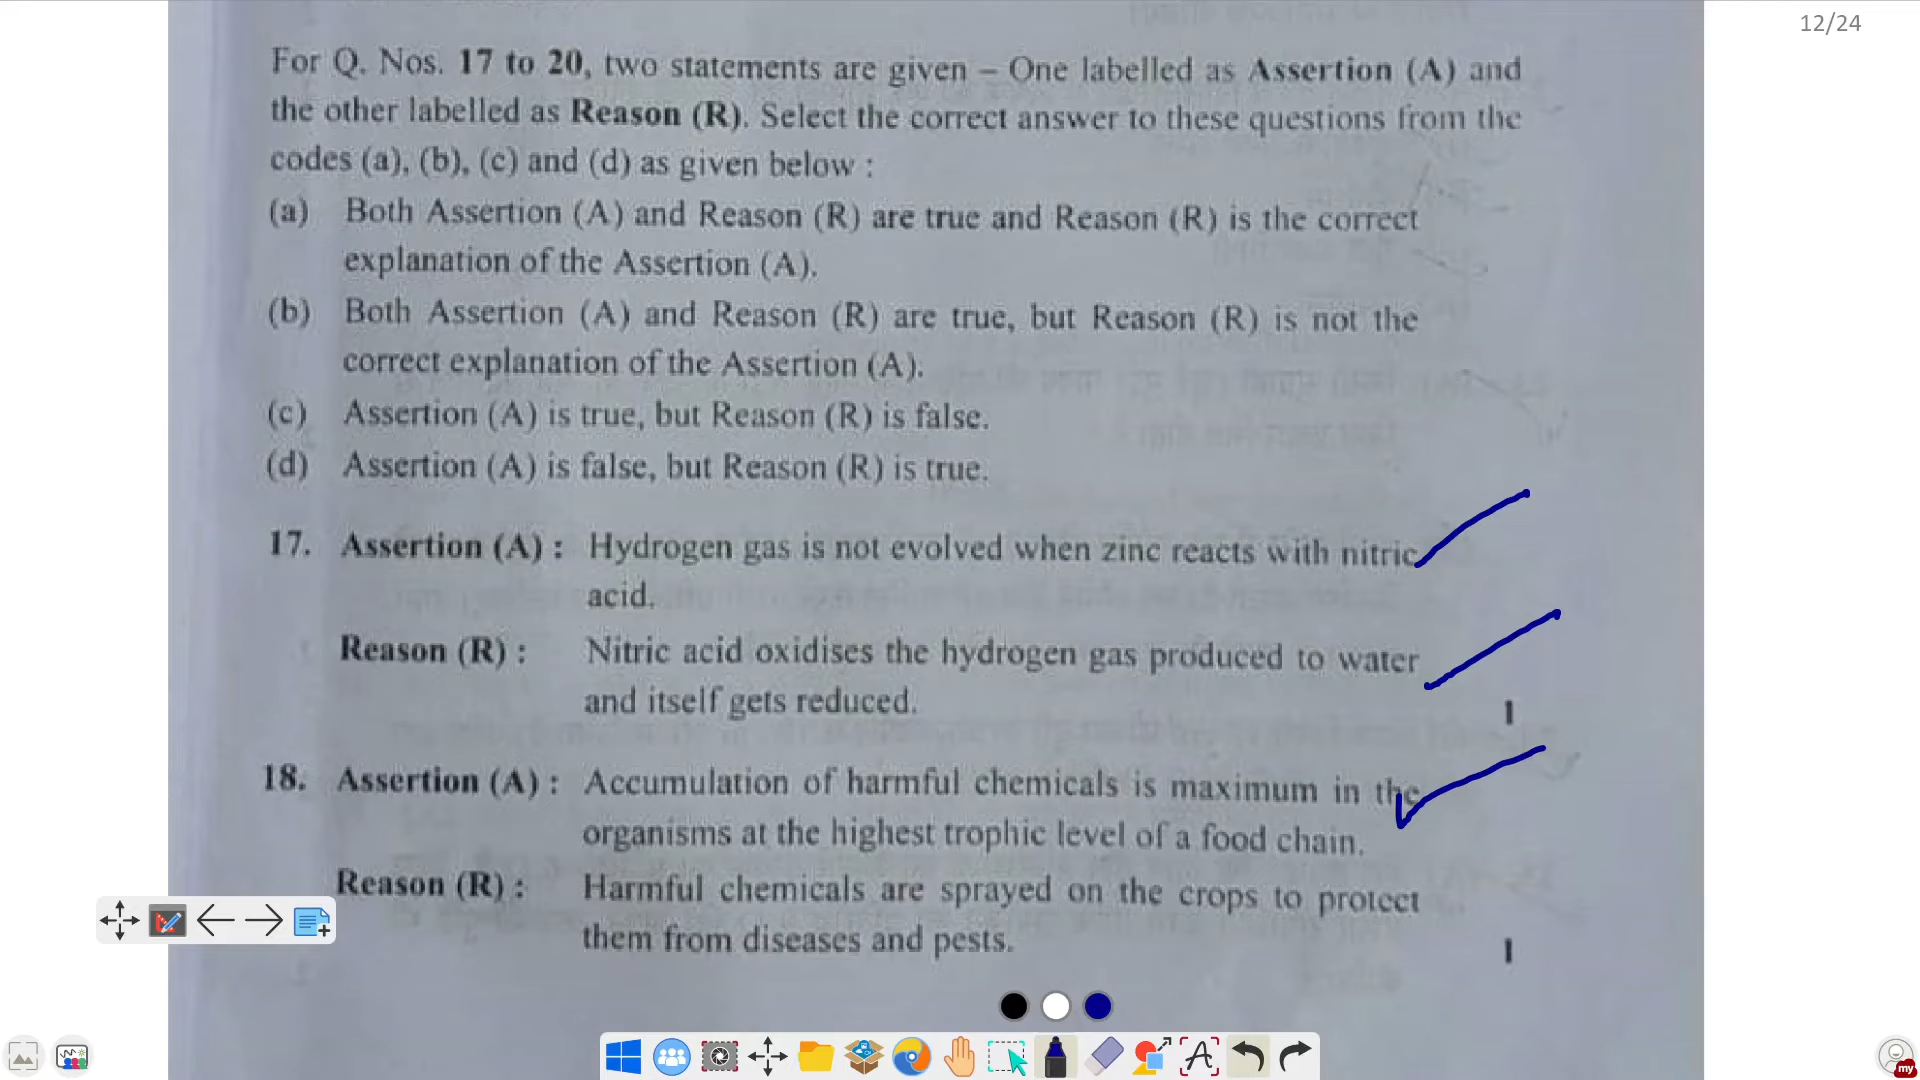 12/24
For Q. Nos. 17 to 20, two statements are given – One labelled as Assertion (A) and
the other labelled as Reason (R). Select the correct answer to these questions from the
codes (a), (b), (c) and (d) as given below :
(a) Both Assertion (A) and Reason (R) are true and Reason (R) is the correct
explanation of the Assertion (A).
(b) Both Assertion (A) and Reason (R) are true, but Reason (R) is not the
correct explanation of the Assertion (A).
(c) Assertion (A) is true, but Reason (R) is false.
(d) Assertion (A) is false, but Reason (R) is true.
17. Assertion (A) : Hydrogen gas is not evolved when zinc reacts with nitric
acid.
Reason (R) : Nitric acid oxidises the hydrogen gas produced to water
and itself gets reduced.
1
18. Assertion (A) : Accumulation of harmful chemicals is maximum in the
organisms at the highest trophic level of a food chain.
Reason (R) : Harmful chemicals are sprayed on the crops to protect
them from diseases and pests.
1
my